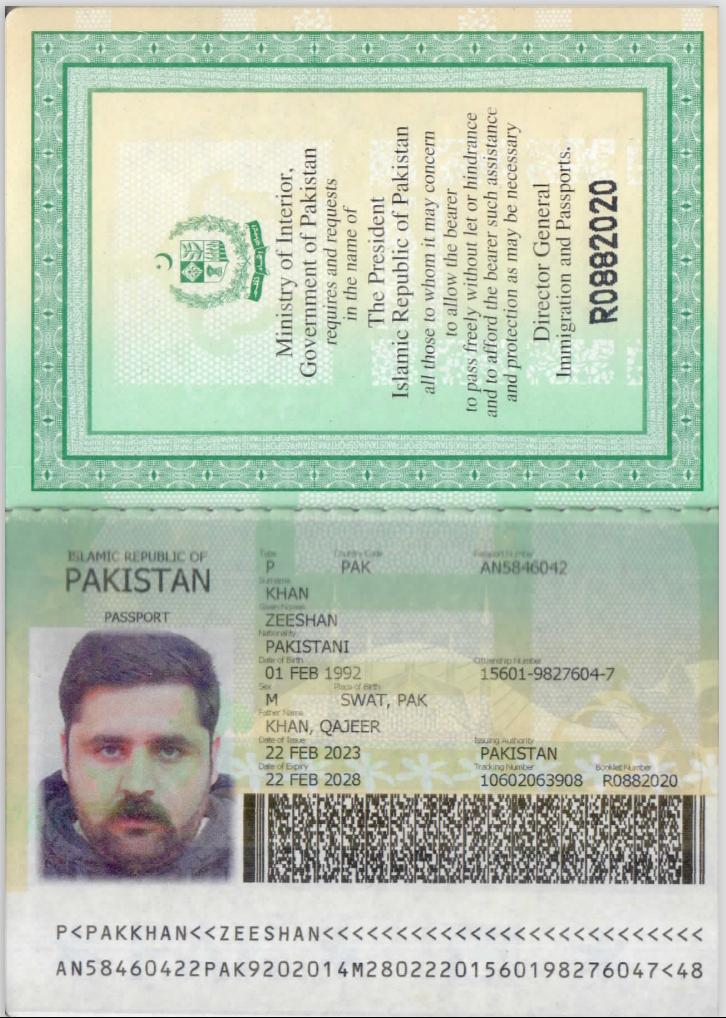 Ministry of Interior,
Government of Pakistan
requires and requests
in the name of
The President
Islamic Republic of Pakistan
all those to whom it may concern
to allow the bearer
to pass freely without let or hindrance
and to afford the bearer such assistance
and protection as may be necessary
Director General
Immigration and Passports.
R0882020
ISLAMIC REPUBLIC OF
PAKISTAN
PASSPORT
Type Country Code Passport Number
P PAK AN5846042
Surname
KHAN
Given Names
ZEESHAN
Nationality
PAKISTANI
Date of Birth Citizenship Number
01 FEB 1992 15601-9827604-7
Sex Place of Birth
M SWAT, PAK
Father Name
KHAN, QAJEER
Date of Issue Issuing Authority
22 FEB 2023 PAKISTAN
Date of Expiry Tracking Number Booklet Number
22 FEB 2028 10602063908 R0882020
P<PAKKHAN<<ZEESHAN<<<<<<<<<<<<<<<<<<<<<<<<<<
AN58460422PAK9202014M28022201560198276047<48